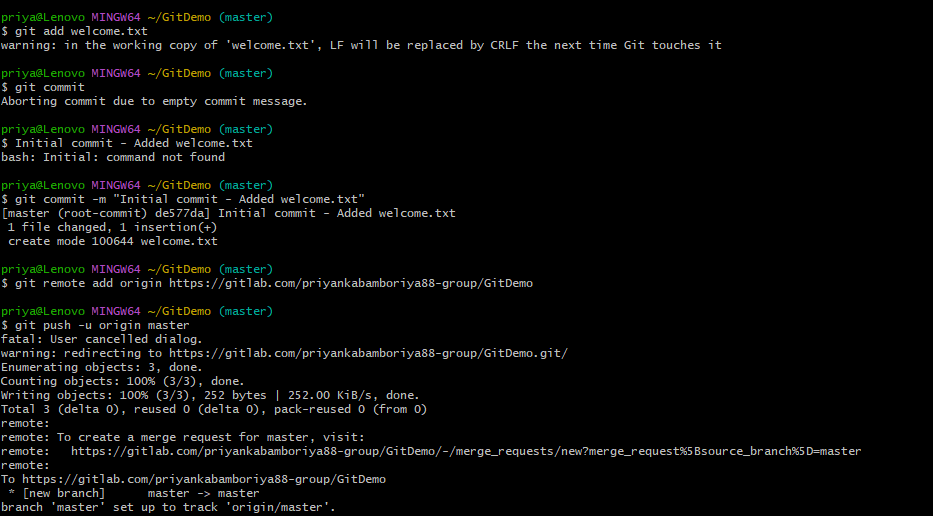 priya@Lenovo MINGW64 ~/GitDemo (master)
$ git add welcome.txt
warning: in the working copy of 'welcome.txt', LF will be replaced by CRLF the next time Git touches it
priya@Lenovo MINGW64 ~/GitDemo (master)
$ git commit
Aborting commit due to empty commit message.
priya@Lenovo MINGW64 ~/GitDemo (master)
$ Initial commit - Added welcome.txt
bash: Initial: command not found
priya@Lenovo MINGW64 ~/GitDemo (master)
$ git commit -m "Initial commit - Added welcome.txt"
[master (root-commit) de577da] Initial commit - Added welcome.txt
 1 file changed, 1 insertion(+)
 create mode 100644 welcome.txt
priya@Lenovo MINGW64 ~/GitDemo (master)
$ git remote add origin https://gitlab.com/priyankabamboriya88-group/GitDemo
priya@Lenovo MINGW64 ~/GitDemo (master)
$ git push -u origin master
fatal: User cancelled dialog.
warning: redirecting to https://gitlab.com/priyankabamboriya88-group/GitDemo.git/
Enumerating objects: 3, done.
Counting objects: 100% (3/3), done.
Writing objects: 100% (3/3), 252 bytes | 252.00 KiB/s, done.
Total 3 (delta 0), reused 0 (delta 0), pack-reused 0 (from 0)
remote:
remote: To create a merge request for master, visit:
remote:   https://gitlab.com/priyankabamboriya88-group/GitDemo/-/merge_requests/new?merge_request%5Bsource_branch%5D=master
remote:
To https://gitlab.com/priyankabamboriya88-group/GitDemo
 * [new branch]      master -> master
branch 'master' set up to track 'origin/master'.